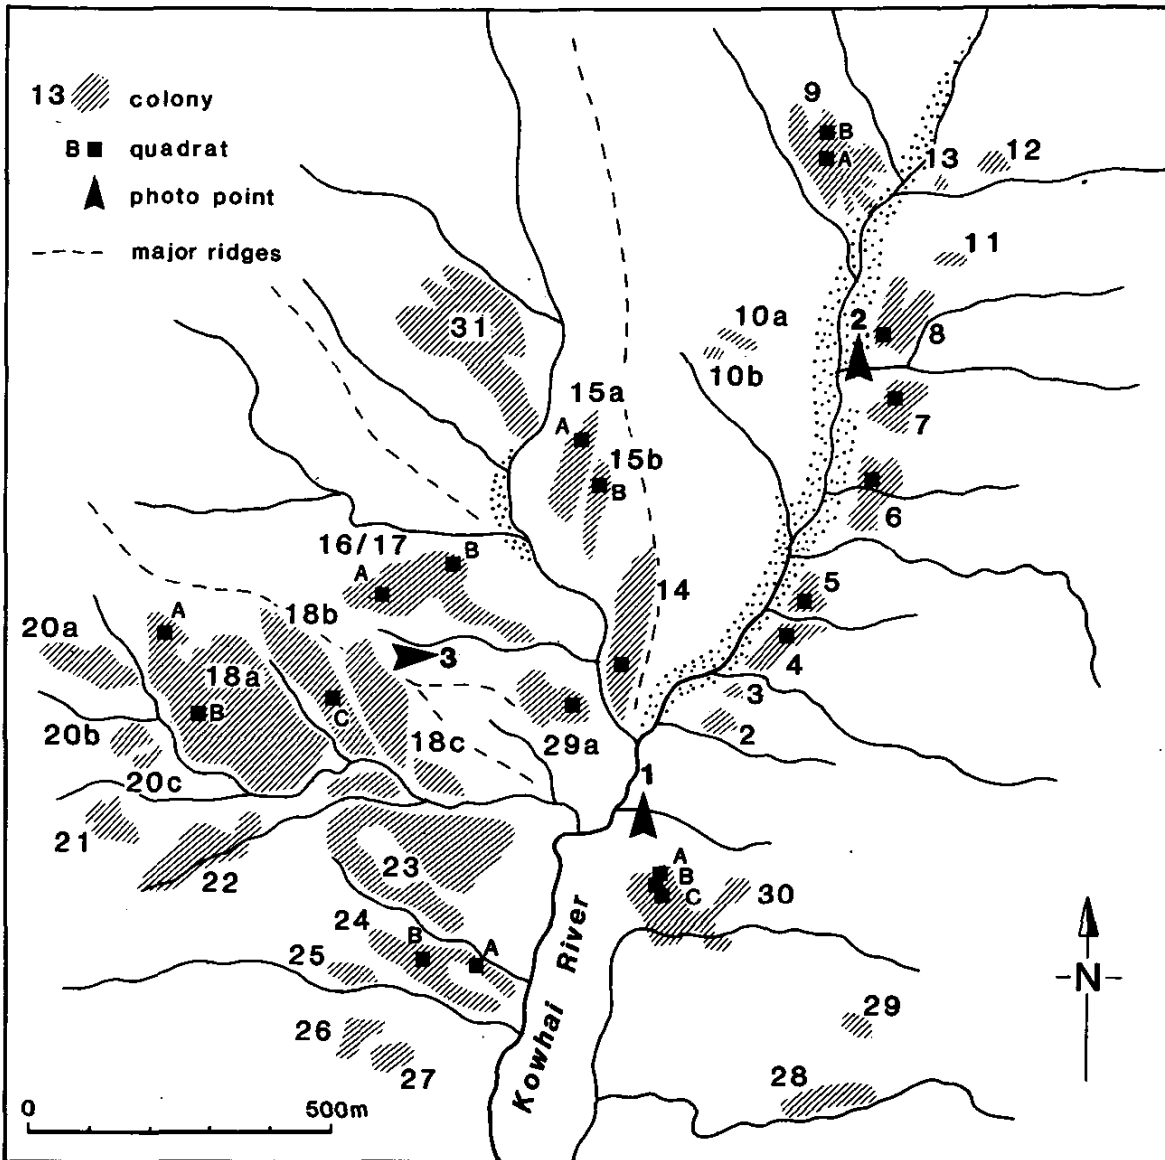 13 colony
B quadrat
photo point
major ridges
9
B
A
13
12
11
10a
2
8
10b
31
15a
7
A
15b
B
6
16/17
B
A
5
14
18b
A
20a
3
4
18a
3
B
C
2
20b
18c
29a
20c
1
21
A
B
23
C
30
22
24
B
A
25
29
N
26
27
28
Kowhai River
0 500m